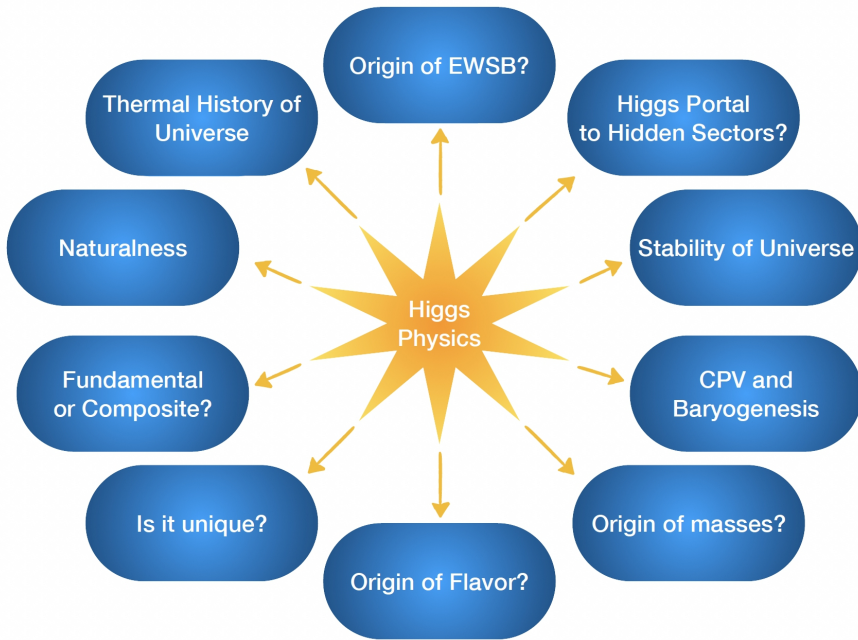 Origin of EWSB?
Thermal History of
Universe
Higgs Portal
to Hidden Sectors?
Naturalness
Stability of Universe
Higgs
Physics
Fundamental
or Composite?
CPV and
Baryogenesis
Is it unique?
Origin of masses?
Origin of Flavor?